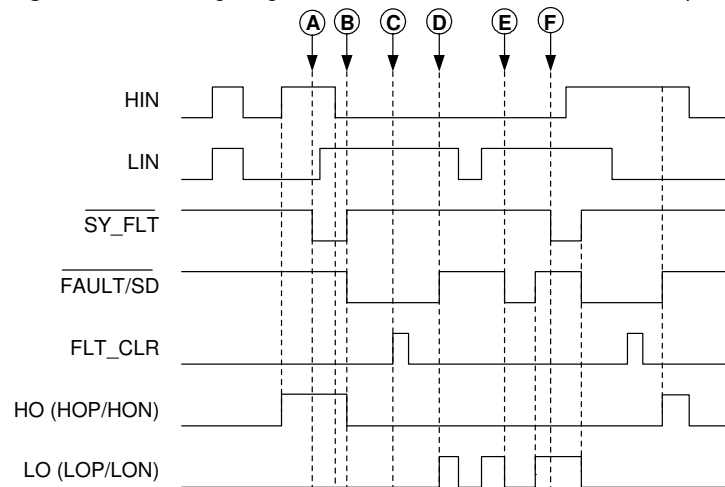 A B C D E F
HIN
LIN
SY_FLT
FAULT/SD
FLT_CLR
HO (HOP/HON)
LO (LOP/LON)